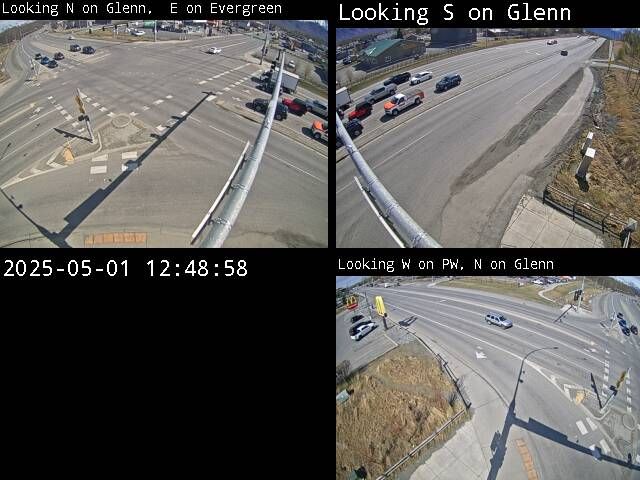 Looking N on Glenn, E on Evergreen
Looking S on Glenn
2025-05-01 12:48:58
Looking W on PW, N on Glenn